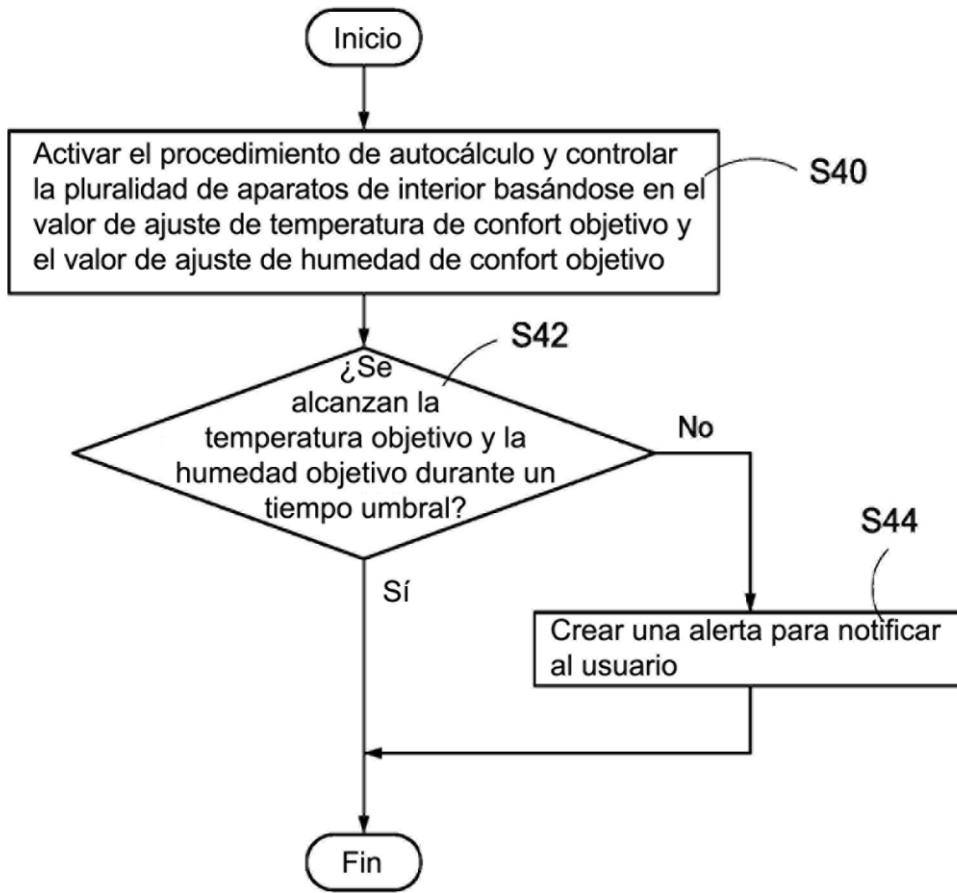 Inicio
Activar el procedimiento de autocálculo y controlar
la pluralidad de aparatos de interior basándose en el
valor de ajuste de temperatura de confort objetivo y
el valor de ajuste de humedad de confort objetivo
S40
S42
¿Se
alcanzan la
temperatura objetivo y la
humedad objetivo durante un
tiempo umbral?
No
Sí
S44
Crear una alerta para notificar
al usuario
Fin